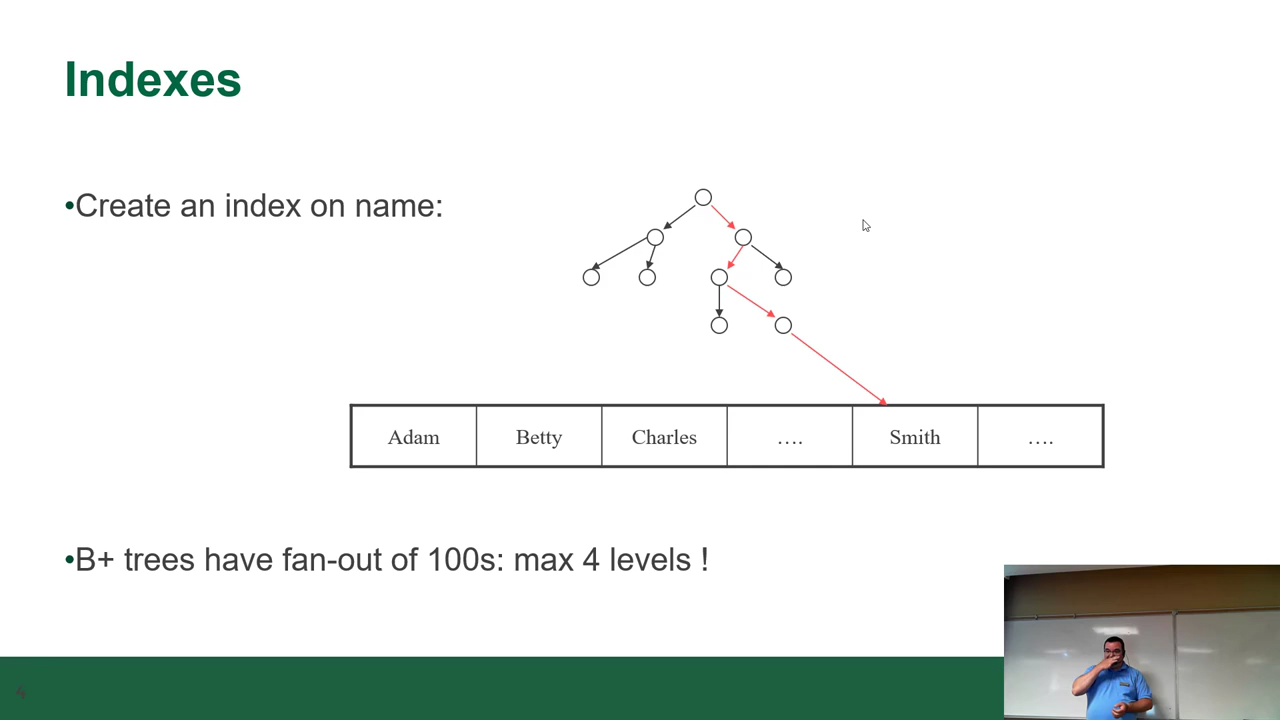 Indexes
•Create an index on name:
Adam Betty Charles …. Smith ….
•B+ trees have fan-out of 100s: max 4 levels !
4